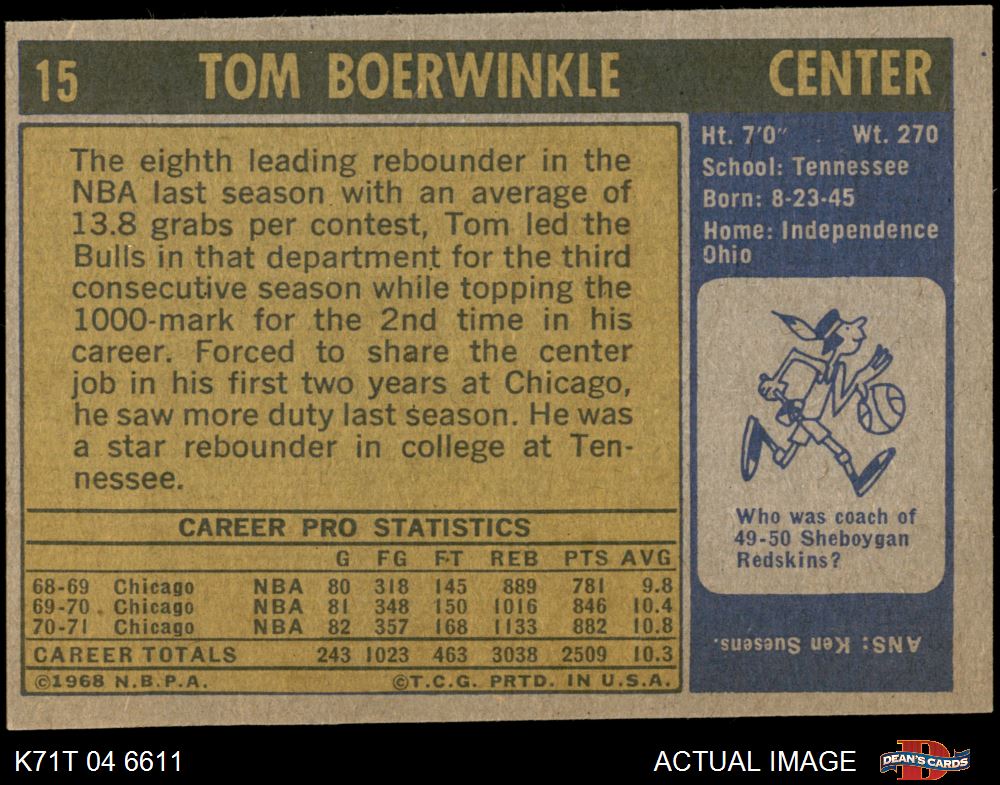 15 TOM BOERWINKLE CENTER
The eighth leading rebounder in the
NBA last season with an average of
13.8 grabs per contest, Tom led the
Bulls in that department for the third
consecutive season while topping the
1000-mark for the 2nd time in his
career. Forced to share the center
job in his first two years at Chicago,
he saw more duty last season. He was
a star rebounder in college at Ten-
nessee.
CAREER PRO STATISTICS
G FG FT REB PTS AVG
68-69 Chicago NBA 80 318 145 889 781 9.8
69-70 Chicago NBA 81 348 150 1016 846 10.4
70-71 Chicago NBA 82 357 168 1133 882 10.8
CAREER TOTALS 243 1023 463 3038 2509 10.3
©1968 N.B.P.A. ©T.C.G. PRTD. IN U.S.A.
Ht. 7'0" Wt. 270
School: Tennessee
Born: 8-23-45
Home: Independence
Ohio
Who was coach of
49-50 Sheboygan
Redskins?
ANS: Ken Suesens.
K71T 04 6611 ACTUAL IMAGE DEAN'S CARDS